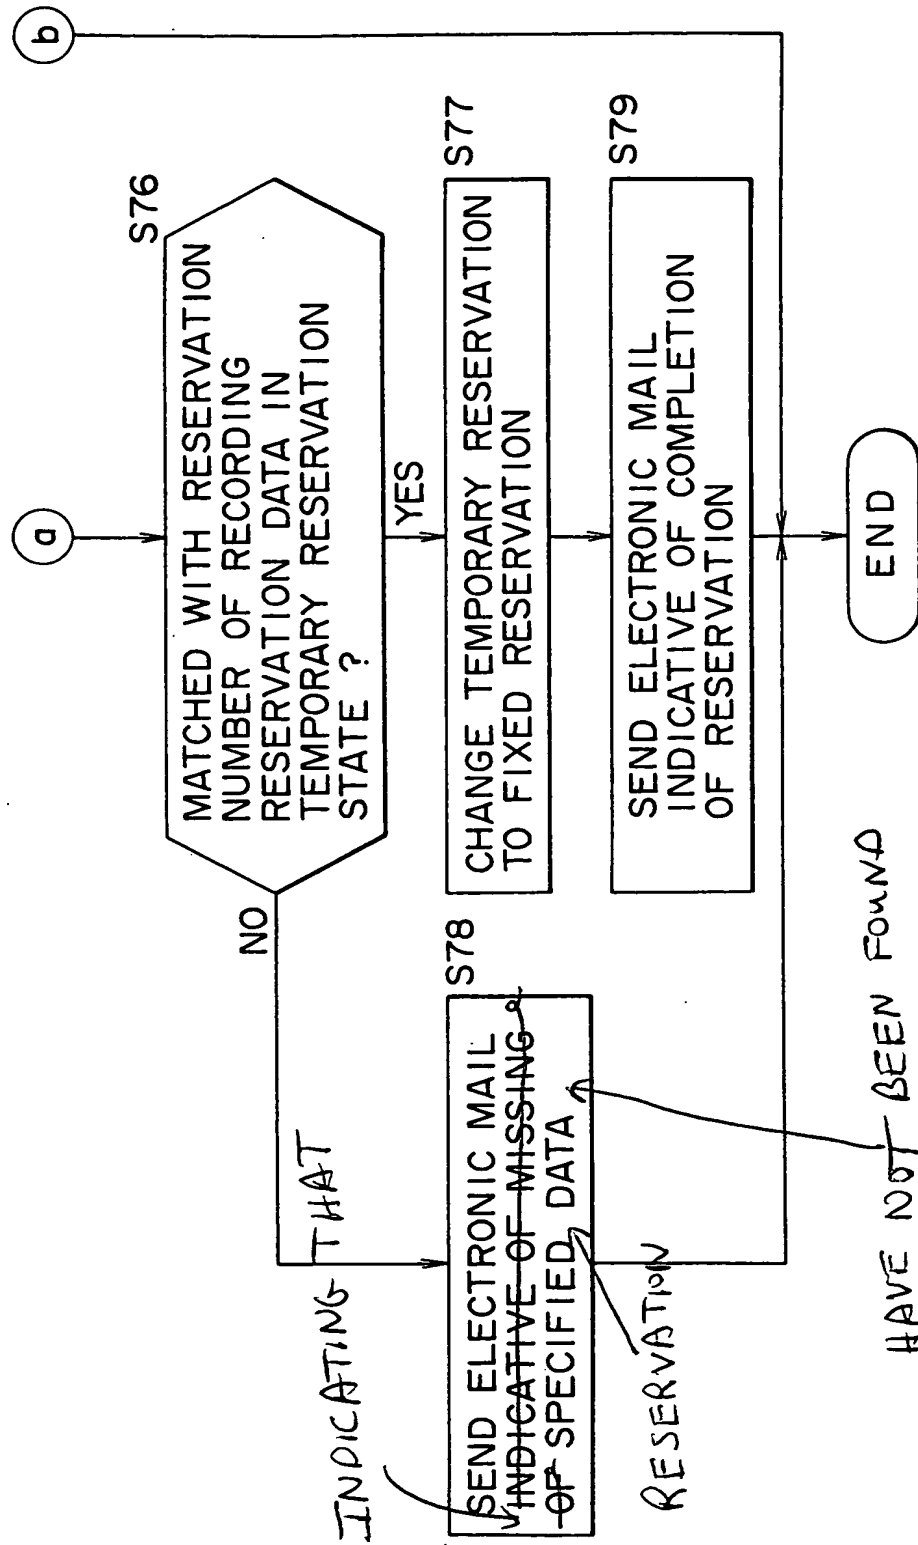 a
b
S76
MATCHED WITH RESERVATION
NUMBER OF RECORDING
RESERVATION DATA IN
TEMPORARY RESERVATION
STATE ?
NO
YES
S77
CHANGE TEMPORARY RESERVATION
TO FIXED RESERVATION
INDICATING THAT
S78
SEND ELECTRONIC MAIL
INDICATIVE OF MISSING
OF SPECIFIED DATA
RESERVATION
HAVE NOT BEEN FOUND
S79
SEND ELECTRONIC MAIL
INDICATIVE OF COMPLETION
OF RESERVATION
END